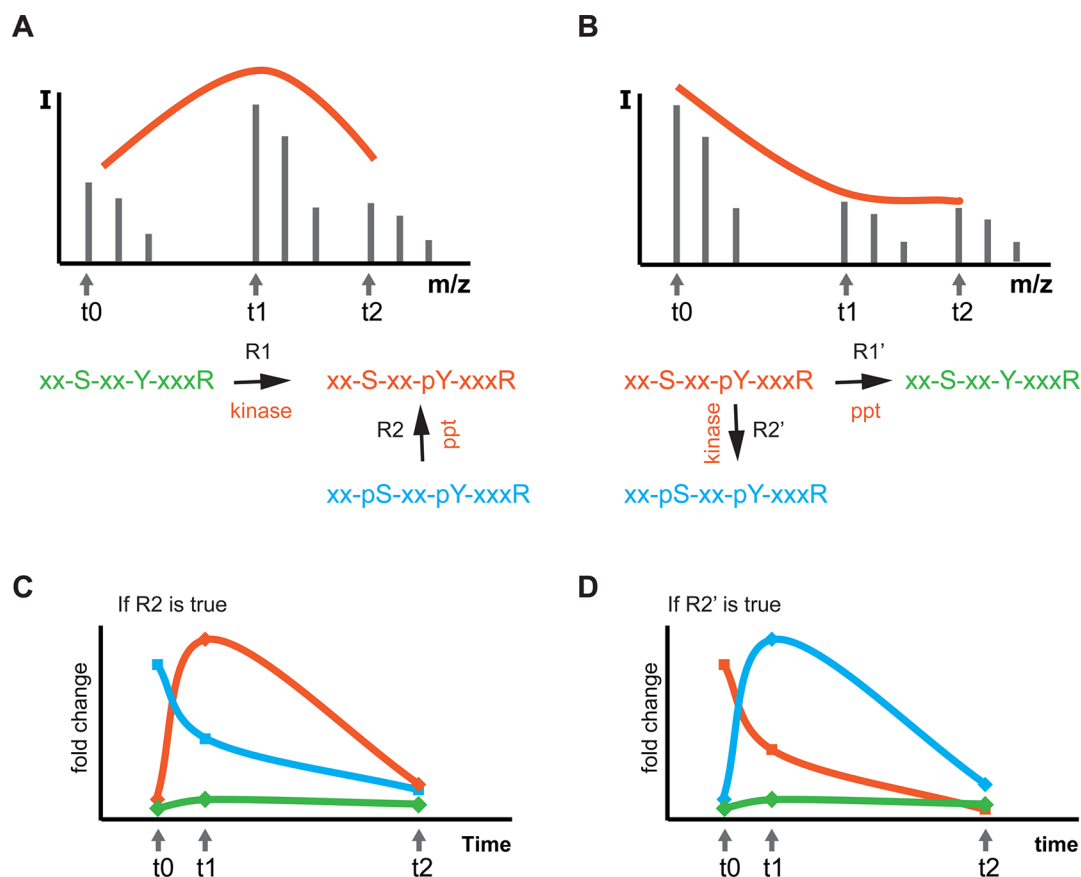 A
I
m/z
t0
t1
t2
R1
xx-S-xx-Y-xxxR
kinase
xx-S-xx-pY-xxxR
R2
ppt
xx-pS-xx-pY-xxxR
B
I
m/z
t0
t1
t2
R1’
xx-S-xx-pY-xxxR
ppt
xx-S-xx-Y-xxxR
kinase
R2’
xx-pS-xx-pY-xxxR
C
If R2 is true
fold change
Time
t0
t1
t2
D
If R2’ is true
fold change
time
t0
t1
t2